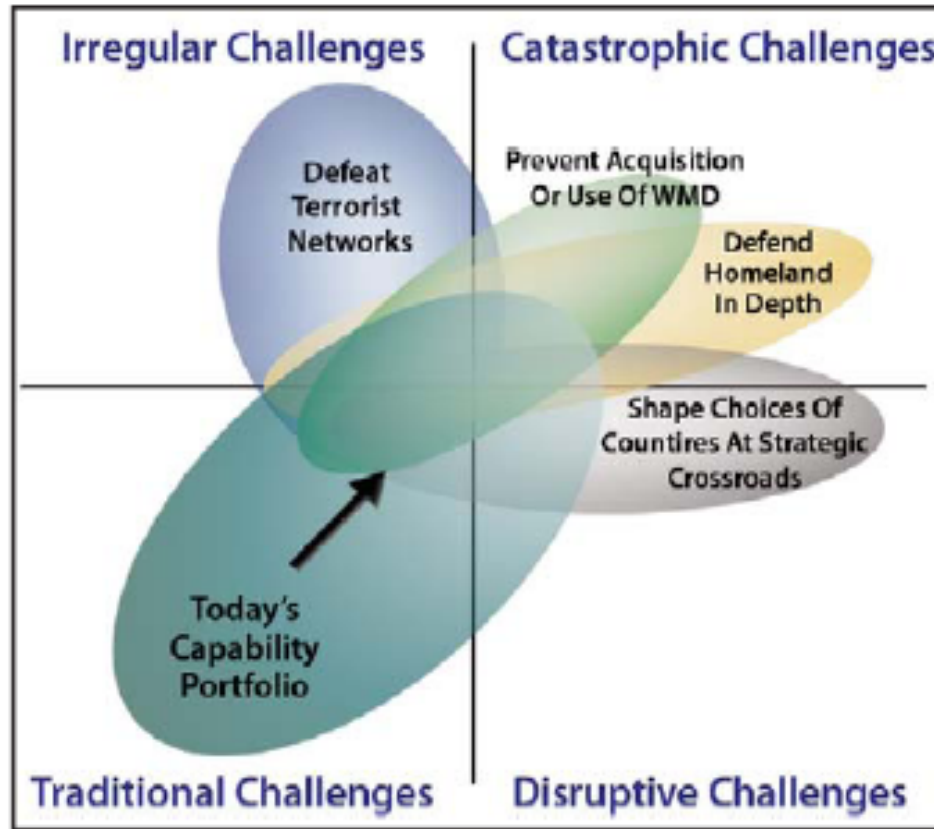 Irregular Challenges
Catastrophic Challenges
Defeat
Terrorist
Networks
Prevent Acquisition
Or Use Of WMD
Defend
Homeland
In Depth
Shape Choices Of
Countires At Strategic
Crossroads
Today's
Capability
Portfolio
Traditional Challenges
Disruptive Challenges